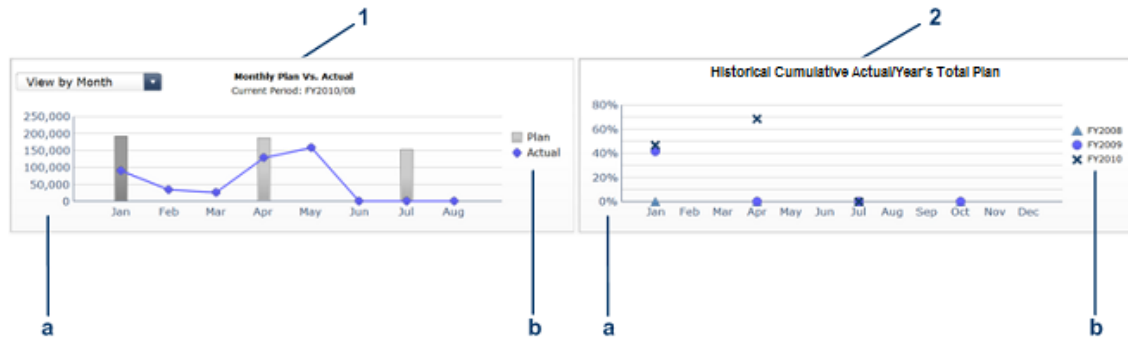 1
2
View by Month
Monthly Plan Vs. Actual
Current Period: FY2010/08
250,000
200,000
150,000
100,000
50,000
0
Jan Feb Mar Apr May Jun Jul Aug
Plan
Actual
Historical Cumulative Actual/Year's Total Plan
80%
60%
40%
20%
0%
Jan Feb Mar Apr May Jun Jul Aug Sep Oct Nov Dec
FY2008
FY2009
FY2010
a
b
a
b